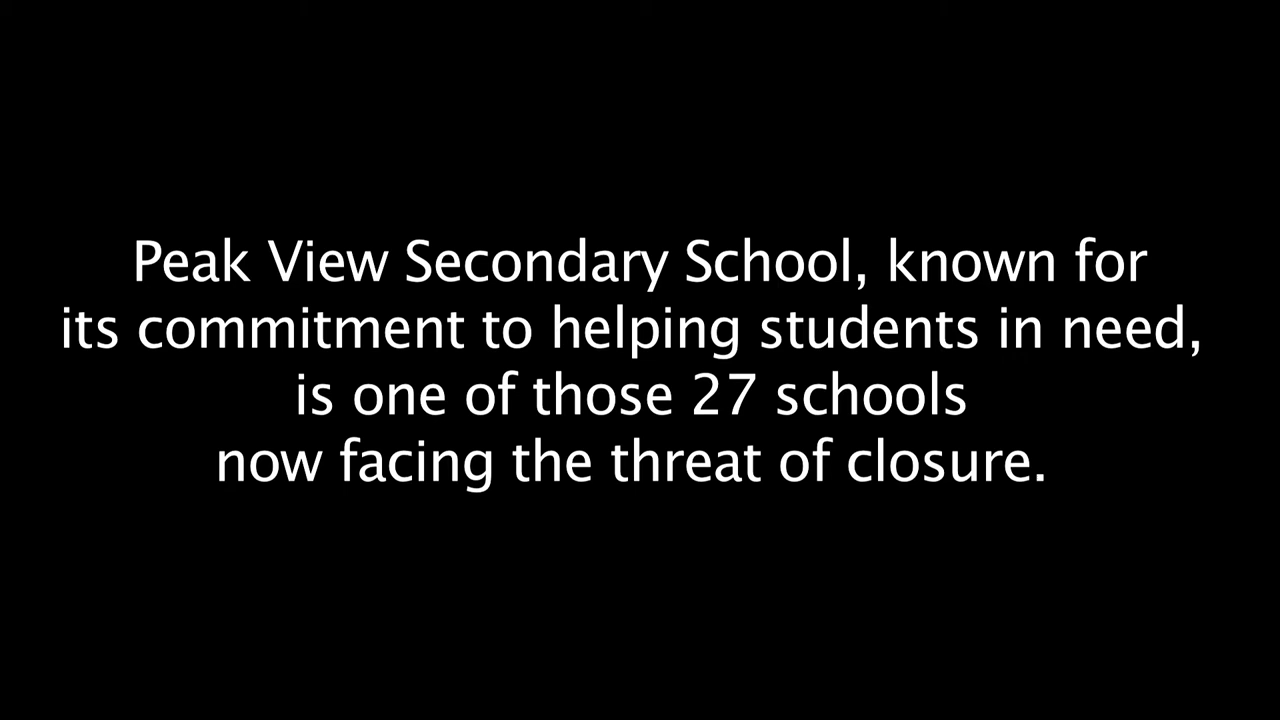 Peak View Secondary School, known for
its commitment to helping students in need,
is one of those 27 schools
now facing the threat of closure.